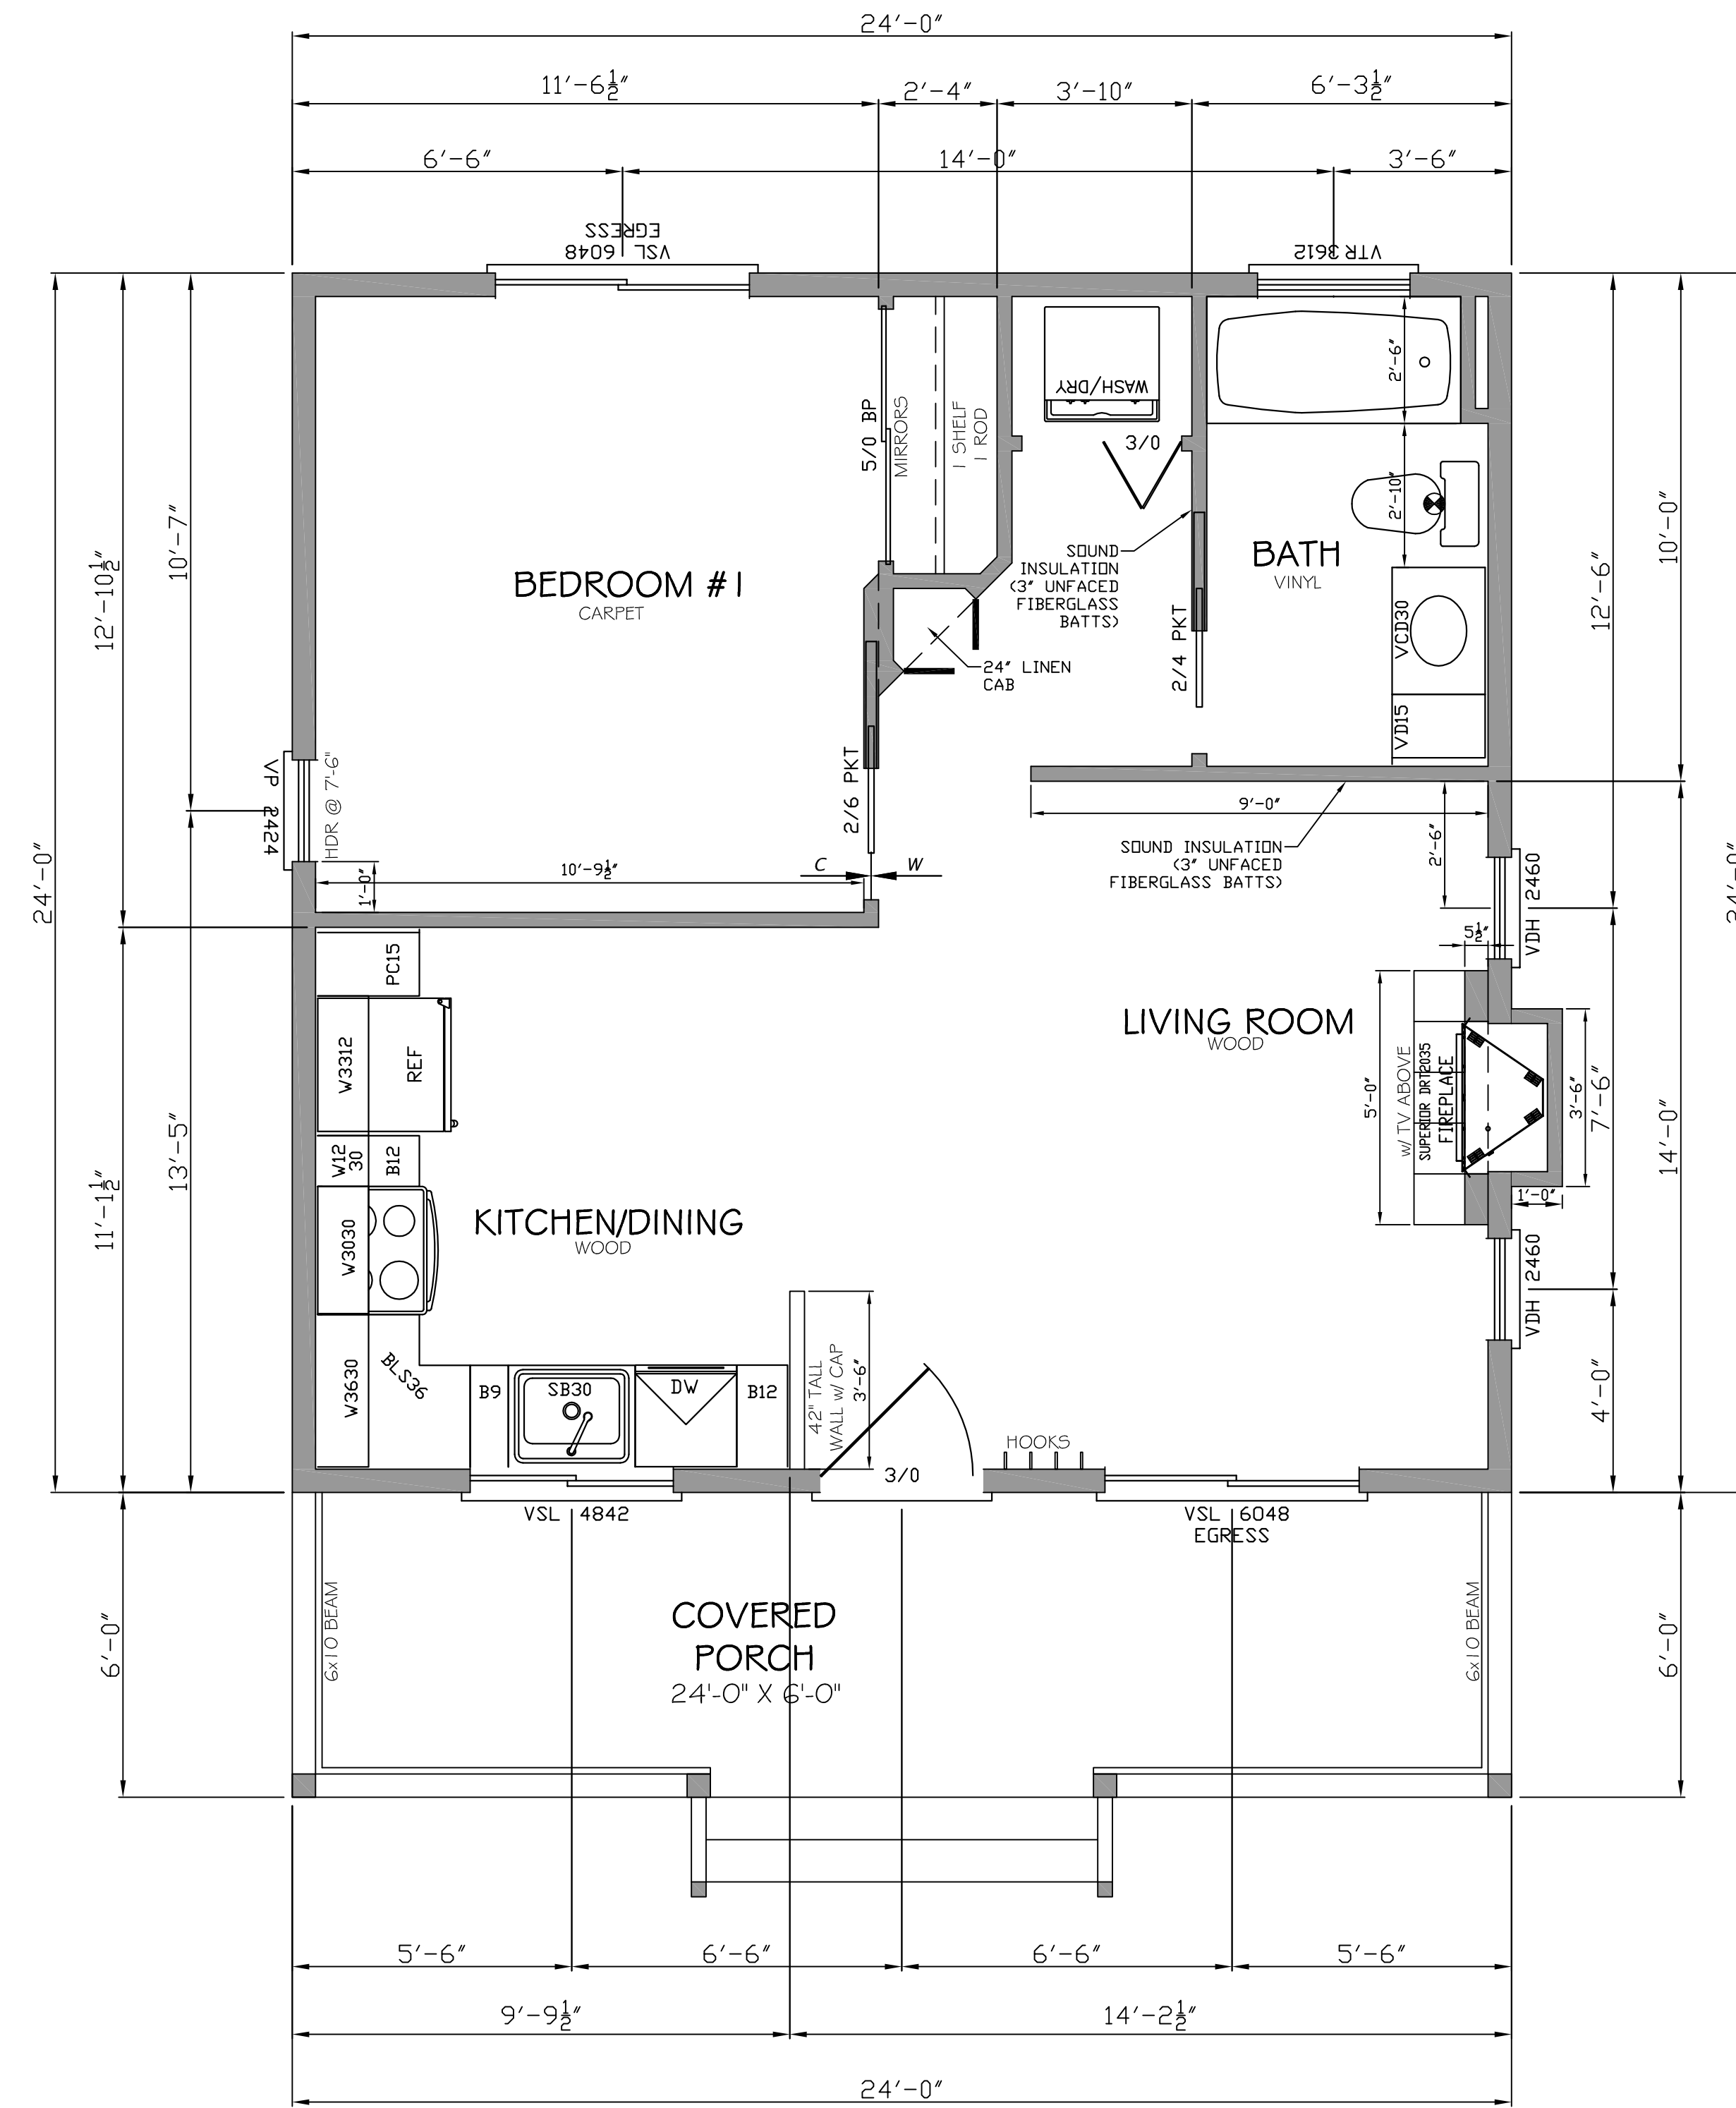 24'-0"
11'-6½"
2'-4"
3'-10"
6'-3½"
6'-6"
14'-0"
3'-6"
VSL 6048
EGRESS
VTR 3612
24'-0"
12'-10½"
10'-7"
11'-1½"
13'-5"
6'-0"
VP 2424
HDR @ 7'-6"
BEDROOM #1
CARPET
5/0 BP
MIRRORS
1 SHELF
1 ROD
WASH/DRY
3/0
2'-6"
2'-10"
SOUND
INSULATION
(3" UNFACED
FIBERGLASS
BATTS)
BATH
VINYL
VCD30
VD15
2/4 PKT
24" LINEN
CAB
2/6 PKT
C
W
10'-9½"
1'-0"
9'-0"
2'-6"
SOUND INSULATION
(3" UNFACED
FIBERGLASS BATTS)
VDH 2460
5½"
LIVING ROOM
WOOD
5'-0"
W/ TV ABOVE
SUPERIOR DRT2035
FIREPLACE
3'-6"
1'-0"
VDH 2460
10'-0"
12'-6"
7'-6"
14'-0"
4'-0"
6'-0"
24'-0"
PC15
W3312
REF
W12
30
B12
W3030
W3630
BLS36
KITCHEN/DINING
WOOD
B9
SB30
DW
B12
42" TALL
WALL w/ CAP
3'-6"
3/0
HOOKS
VSL 4842
VSL 6048
EGRESS
6x10 BEAM
COVERED
PORCH
24'-0" X 6'-0"
6x10 BEAM
5'-6"
6'-6"
6'-6"
5'-6"
9'-9½"
14'-2½"
24'-0"